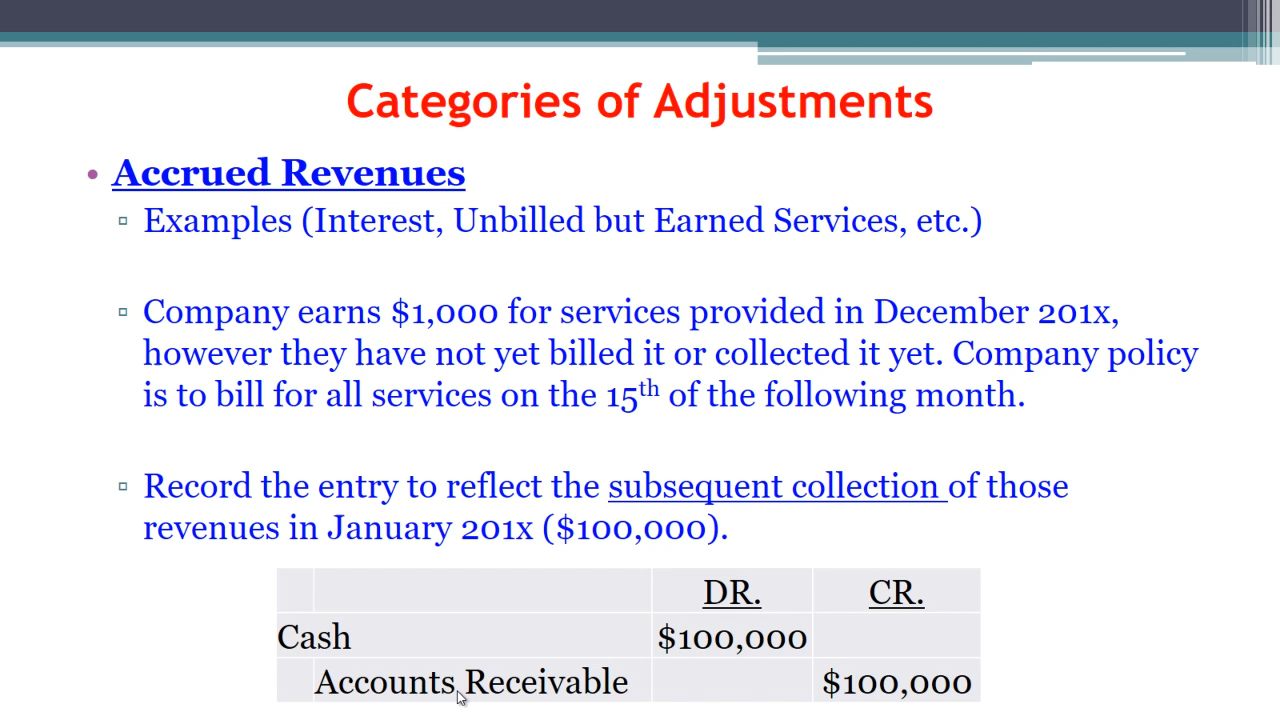 Categories of Adjustments
• Accrued Revenues
▫ Examples (Interest, Unbilled but Earned Services, etc.)
▫ Company earns $1,000 for services provided in December 201x,
however they have not yet billed it or collected it yet. Company policy
is to bill for all services on the 15th of the following month.
▫ Record the entry to reflect the subsequent collection of those
revenues in January 201x ($100,000).
DR. CR.
Cash $100,000
Accounts Receivable $100,000